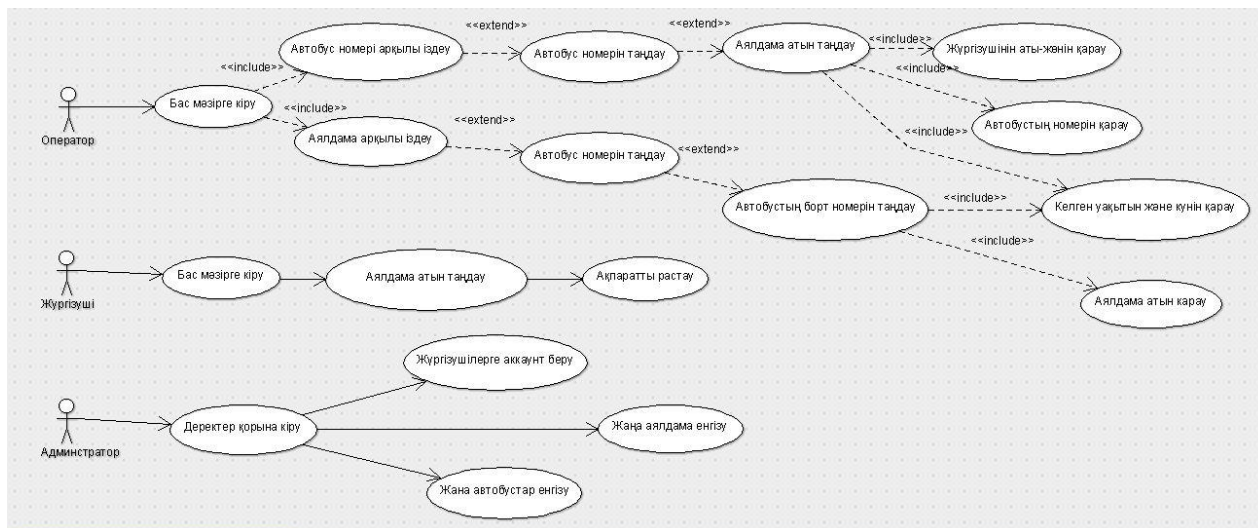 <<extend>>
<<extend>>
Автобус номері арқылы іздеу
Автобус номерін таңдау
Аялдама атын таңдау
<<include>>
Жүргізушінін аты-жөнін қарау
<<include>>
<<include>>
Бас мәзірге кіру
<<include>>
Оператор
Аялдама арқылы іздеу
<<extend>>
Автобус номерін таңдау
<<extend>>
<<include>>
Автобустың номерін қарау
Автобустың борт номерін таңдау
<<include>>
Келген уақытын және күнін қарау
<<include>>
Аялдама атын карау
Жүргізуші
Бас мәзірге кіру
Аялдама атын таңдау
Ақпаратты растау
Жүргізушілерге аккаунт беру
Админстратор
Деректер қорына кіру
Жаңа аялдама енгізу
Жана автобустар енгізу